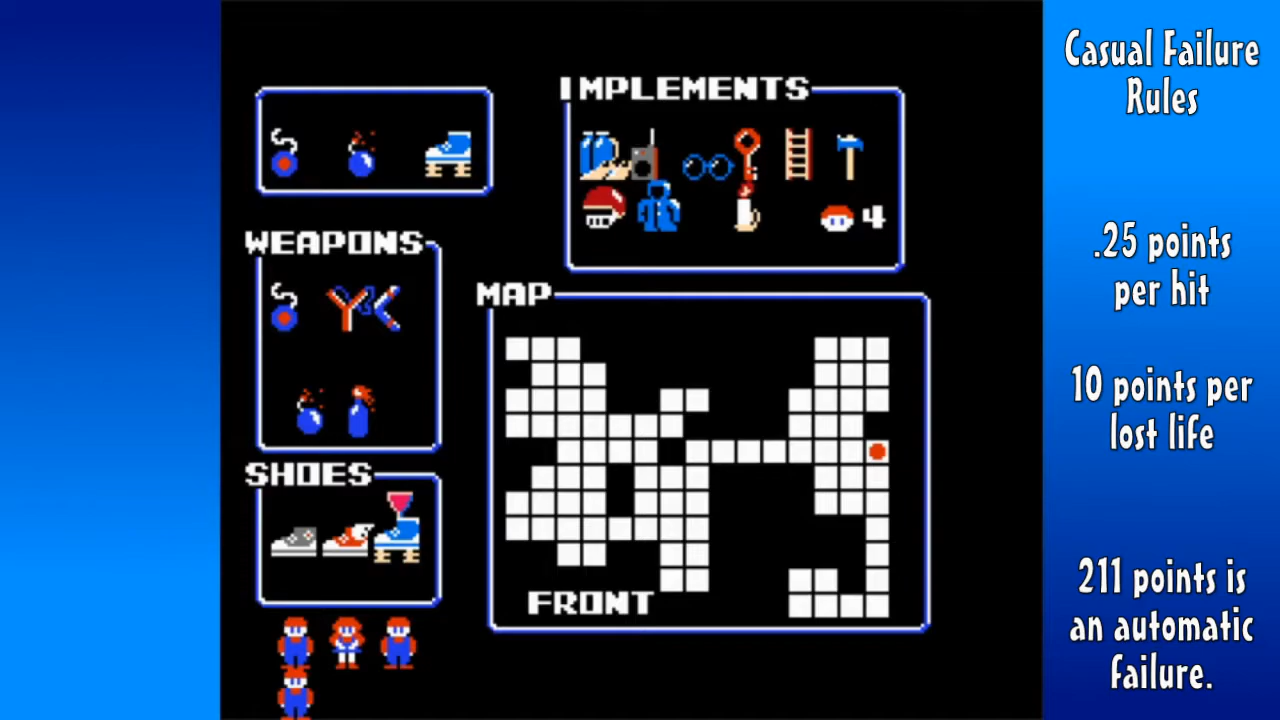 IMPLEMENTS
4
WEAPONS
MAP
SHOES
FRONT
Casual Failure
Rules
.25 points
per hit
10 points per
lost life
211 points is
an automatic
failure.